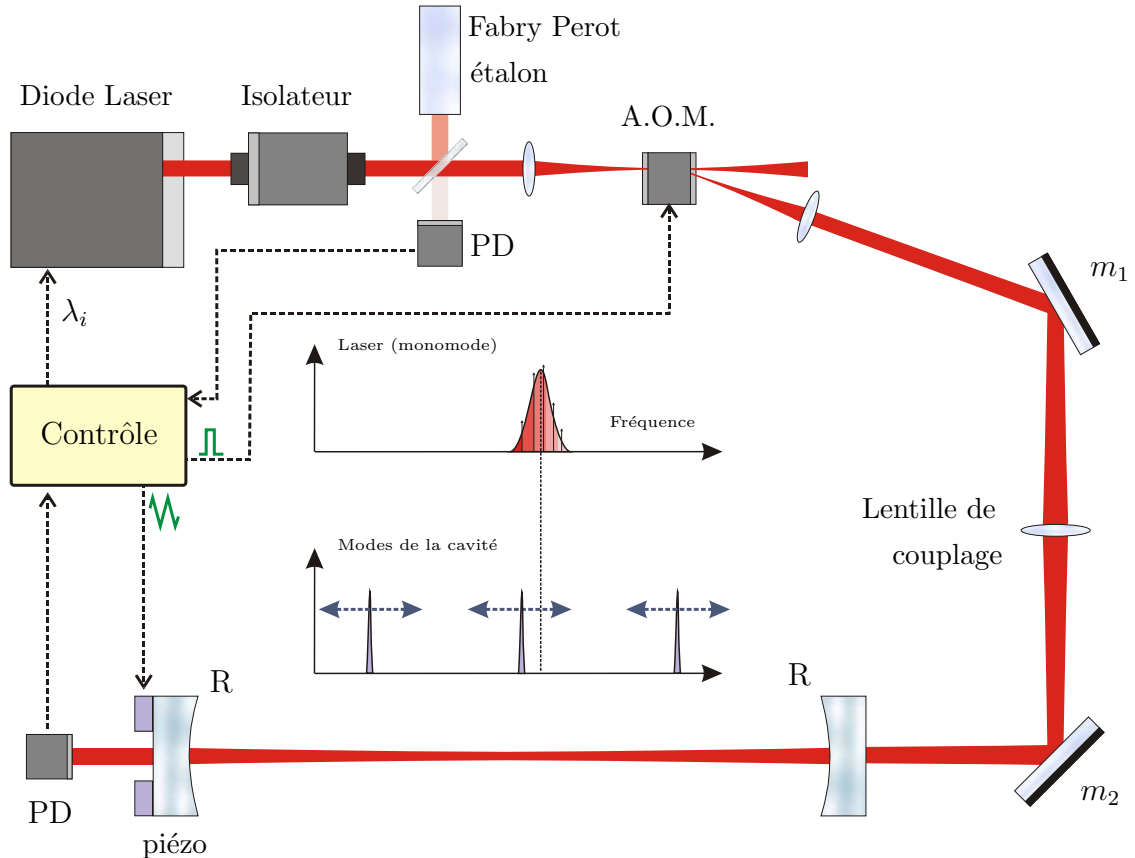 Fabry Perot
étalon
Diode Laser
Isolateur
A.O.M.
PD
m₁
λᵢ
Laser (monomode)
Fréquence
Contrôle
Lentille de
couplage
Modes de la cavité
R
R
PD
piézo
m₂